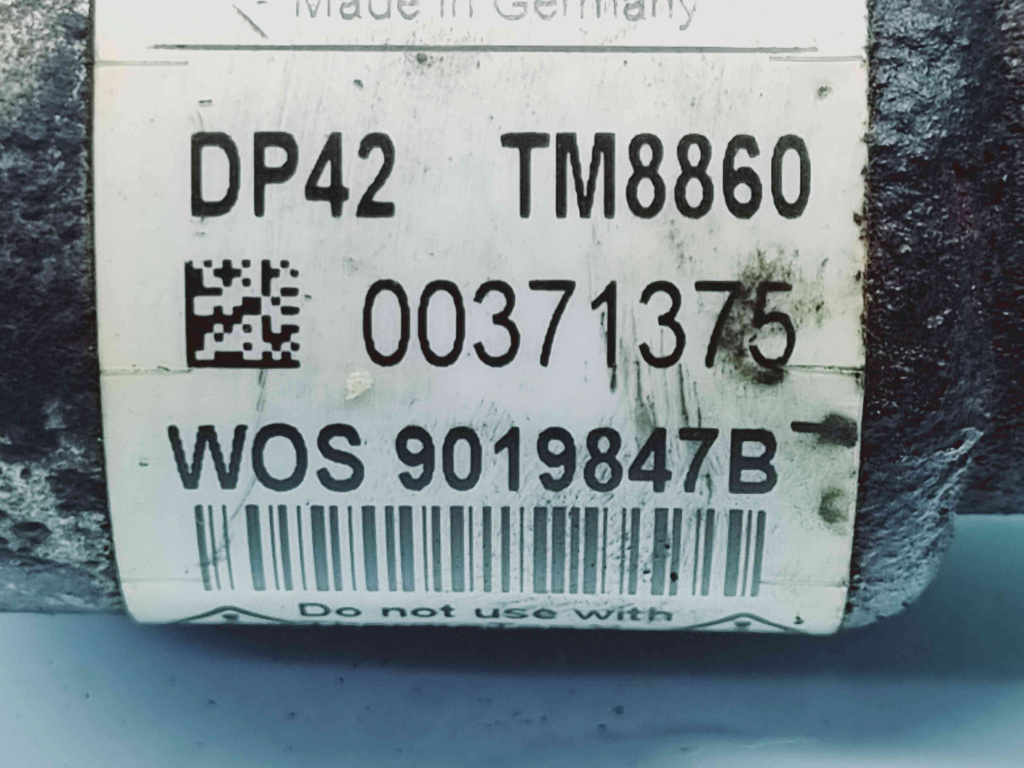 Made in Germany
DP42 TM8860
00371375
WOS 9019847B
Do not use with